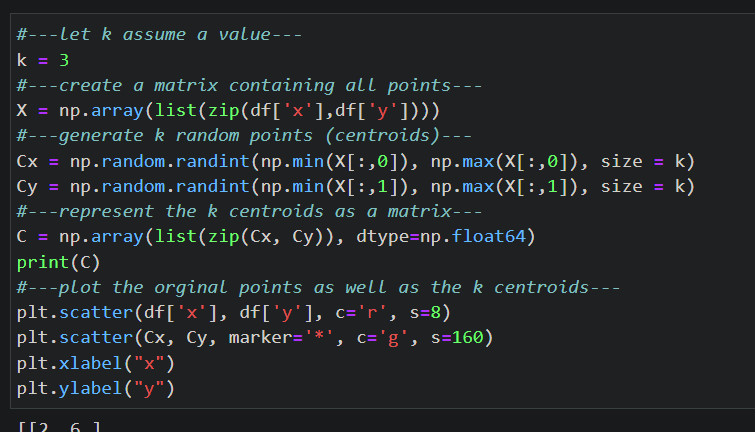 #---let k assume a value---
k = 3
#---create a matrix containing all points---
X = np.array(list(zip(df['x'],df['y'])))
#---generate k random points (centroids)---
Cx = np.random.randint(np.min(X[:,0]), np.max(X[:,0]), size = k)
Cy = np.random.randint(np.min(X[:,1]), np.max(X[:,1]), size = k)
#---represent the k centroids as a matrix---
C = np.array(list(zip(Cx, Cy)), dtype=np.float64)
print(C)
#---plot the orginal points as well as the k centroids---
plt.scatter(df['x'], df['y'], c='r', s=8)
plt.scatter(Cx, Cy, marker='*', c='g', s=160)
plt.xlabel("x")
plt.ylabel("y")
[[2. 6.]